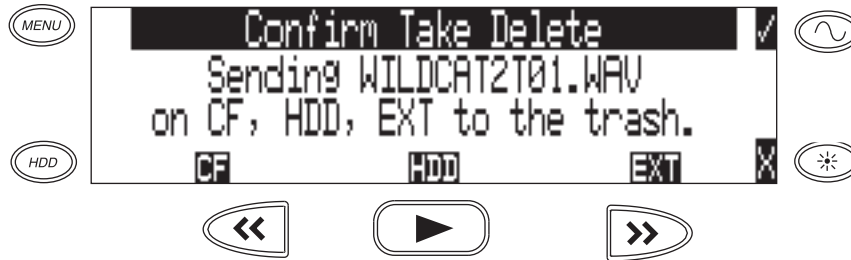 MENU
Confirm Take Delete
Sending WILDCAT2T01.WAV
on CF, HDD, EXT to the trash.
HDD
CF HDD EXT X